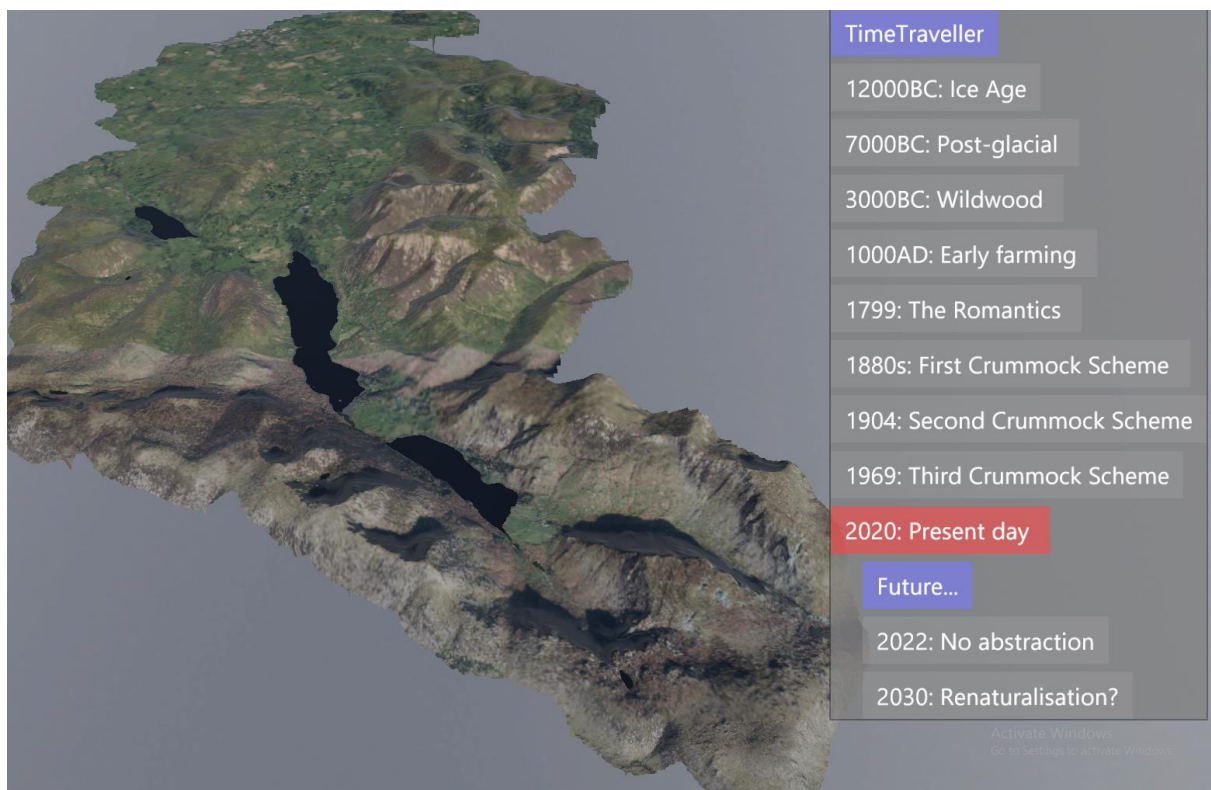 TimeTraveller
12000BC: Ice Age
7000BC: Post-glacial
3000BC: Wildwood
1000AD: Early farming
1799: The Romantics
1880s: First Crummock Scheme
1904: Second Crummock Scheme
1969: Third Crummock Scheme
2020: Present day
Future...
2022: No abstraction
2030: Renaturalisation?
Activate Windows
Go to Settings to activate Windows.